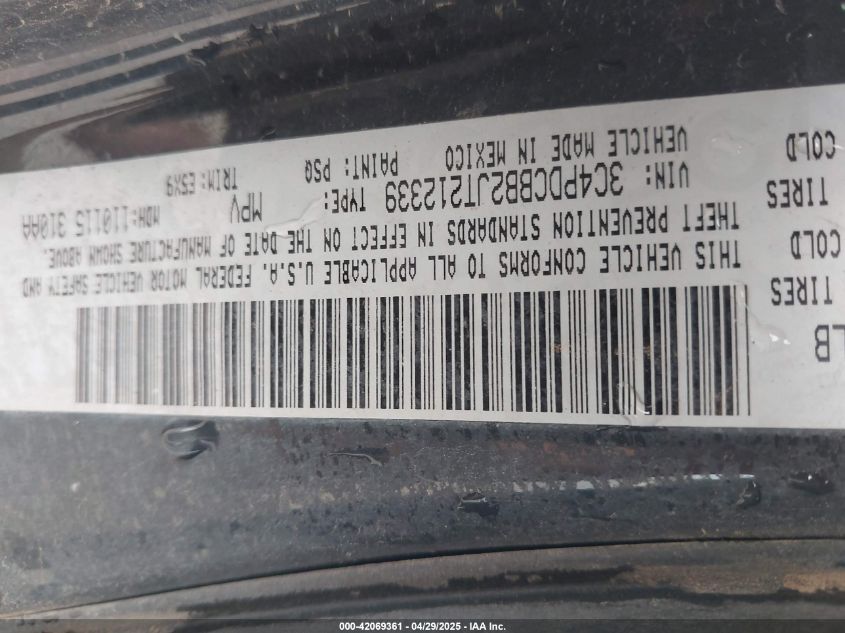 LB
TIRES
COLD
TIRES
COLD
THIS VEHICLE CONFORMS TO ALL APPLICABLE U.S.A. FEDERAL MOTOR VEHICLE SAFETY AND
THEFT PREVENTION STANDARDS IN EFFECT ON THE DATE OF MANUFACTURE SHOWN ABOVE.
VIN: 3C4PDCBB2JT212339 TYPE: MPV MDH:110115 310AA
VEHICLE MADE IN MEXICO PAINT: PSQ TRIM: E5X9
000-42069361 | 04/29/2025 - IAA Inc.